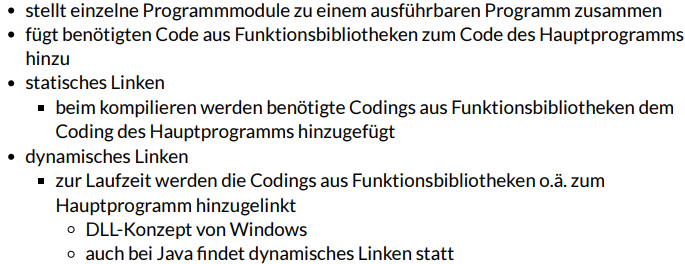 • stellt einzelne Programmmodule zu einem ausführbaren Programm zusammen
• fügt benötigten Code aus Funktionsbibliotheken zum Code des Hauptprogramms
hinzu
• statisches Linken
▪ beim kompilieren werden benötigte Codings aus Funktionsbibliotheken dem
Coding des Hauptprogramms hinzugefügt
• dynamisches Linken
▪ zur Laufzeit werden die Codings aus Funktionsbibliotheken o.ä. zum
Hauptprogramm hinzugelinkt
◦ DLL-Konzept von Windows
◦ auch bei Java findet dynamisches Linken statt